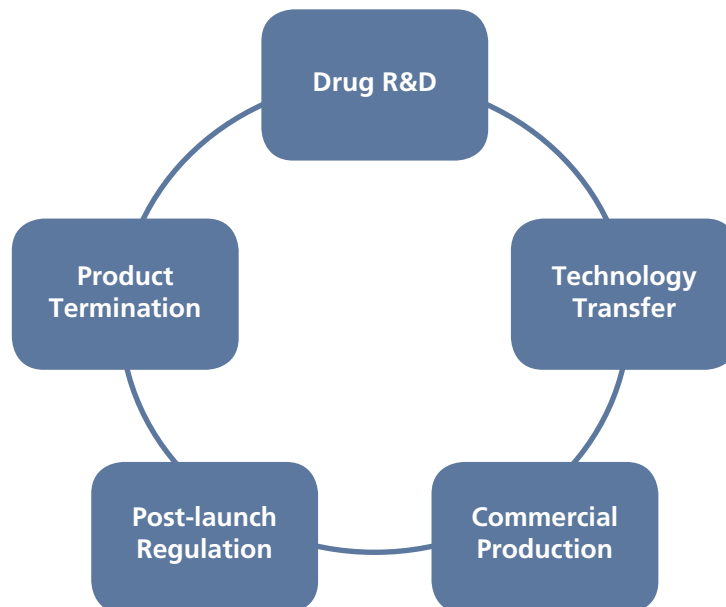 Drug R&D
Technology
Transfer
Commercial
Production
Post-launch
Regulation
Product
Termination